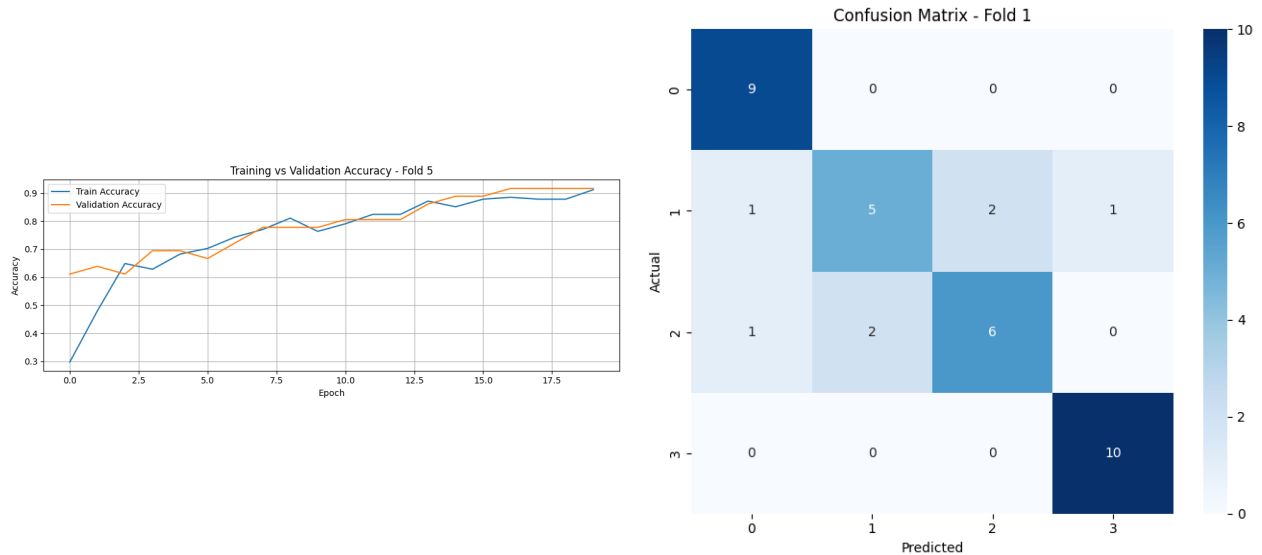 Training vs Validation Accuracy - Fold 5
Train Accuracy
Validation Accuracy
0.9
0.8
0.7
0.6
0.5
0.4
0.3
Accuracy
0.0 2.5 5.0 7.5 10.0 12.5 15.0 17.5
Epoch
Confusion Matrix - Fold 1
0 9 0 0 0
1 1 5 2 1
2 1 2 6 0
3 0 0 0 10
Actual
0 1 2 3
Predicted
10
8
6
4
2
0